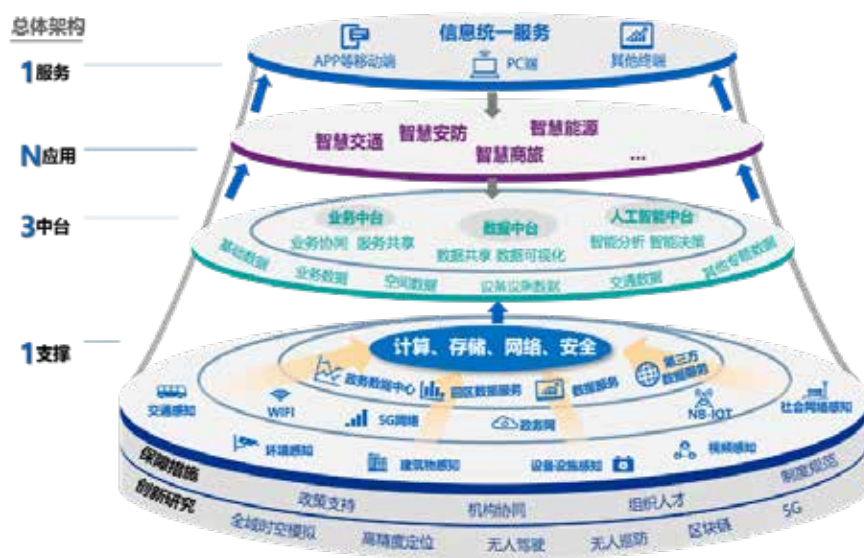 总体架构
1服务
信息统一服务
APP等移动端
PC端
其他终端
N应用
智慧交通
智慧安防
智慧能源
智慧商旅
...
3中台
业务中台
业务协同 服务共享
数据中台
数据共享 数据可视化
人工智能中台
智能分析 智能决策
基础数据
业务数据
空间数据
设备设施数据
交通数据
其他专题数据
1支撑
计算、存储、网络、安全
政务数据中心
园区数据服务
数据服务
第三方
数据服务
交通感知
WIFI
5G网络
政务网
NB-IOT
社会网络感知
环境感知
建筑物感知
设备设施感知
视频感知
保障措施
政策支持
机构协同
组织人才
制度规范
创新研究
全域时空模拟
高精度定位
无人驾驶
无人巡防
区块链
5G